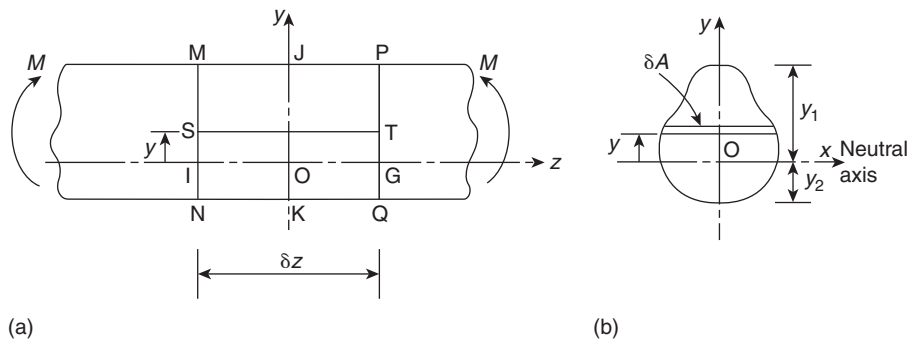 y
M J P
M M
S T
y
z
I O G
N K Q
δz
(a)
y
δA
y₁
y
O
x Neutral
axis
y₂
(b)